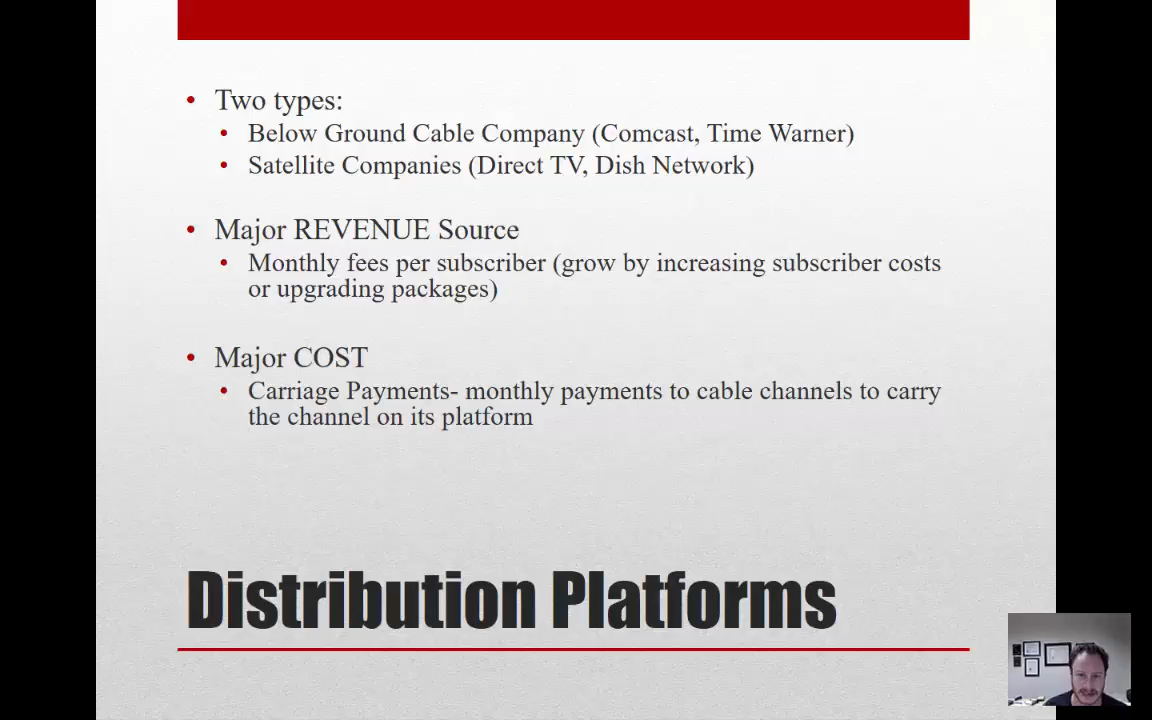 Two types:
Below Ground Cable Company (Comcast, Time Warner)
Satellite Companies (Direct TV, Dish Network)
Major REVENUE Source
Monthly fees per subscriber (grow by increasing subscriber costs
or upgrading packages)
Major COST
Carriage Payments- monthly payments to cable channels to carry
the channel on its platform
Distribution Platforms